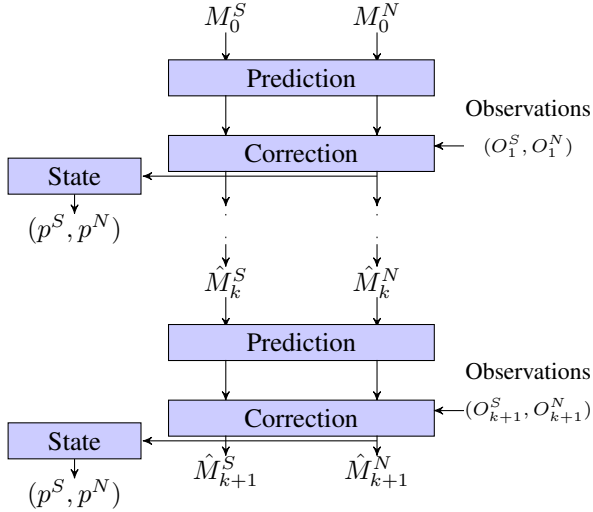 $M_0^S$ $M_0^N$
Prediction
Observations
Correction
$(O_1^S, O_1^N)$
State
$(p^S, p^N)$
.
.
.
.
$\hat{M}_k^S$ $\hat{M}_k^N$
Prediction
Observations
Correction
$(O_{k+1}^S, O_{k+1}^N)$
State
$\hat{M}_{k+1}^S$ $\hat{M}_{k+1}^N$
$(p^S, p^N)$